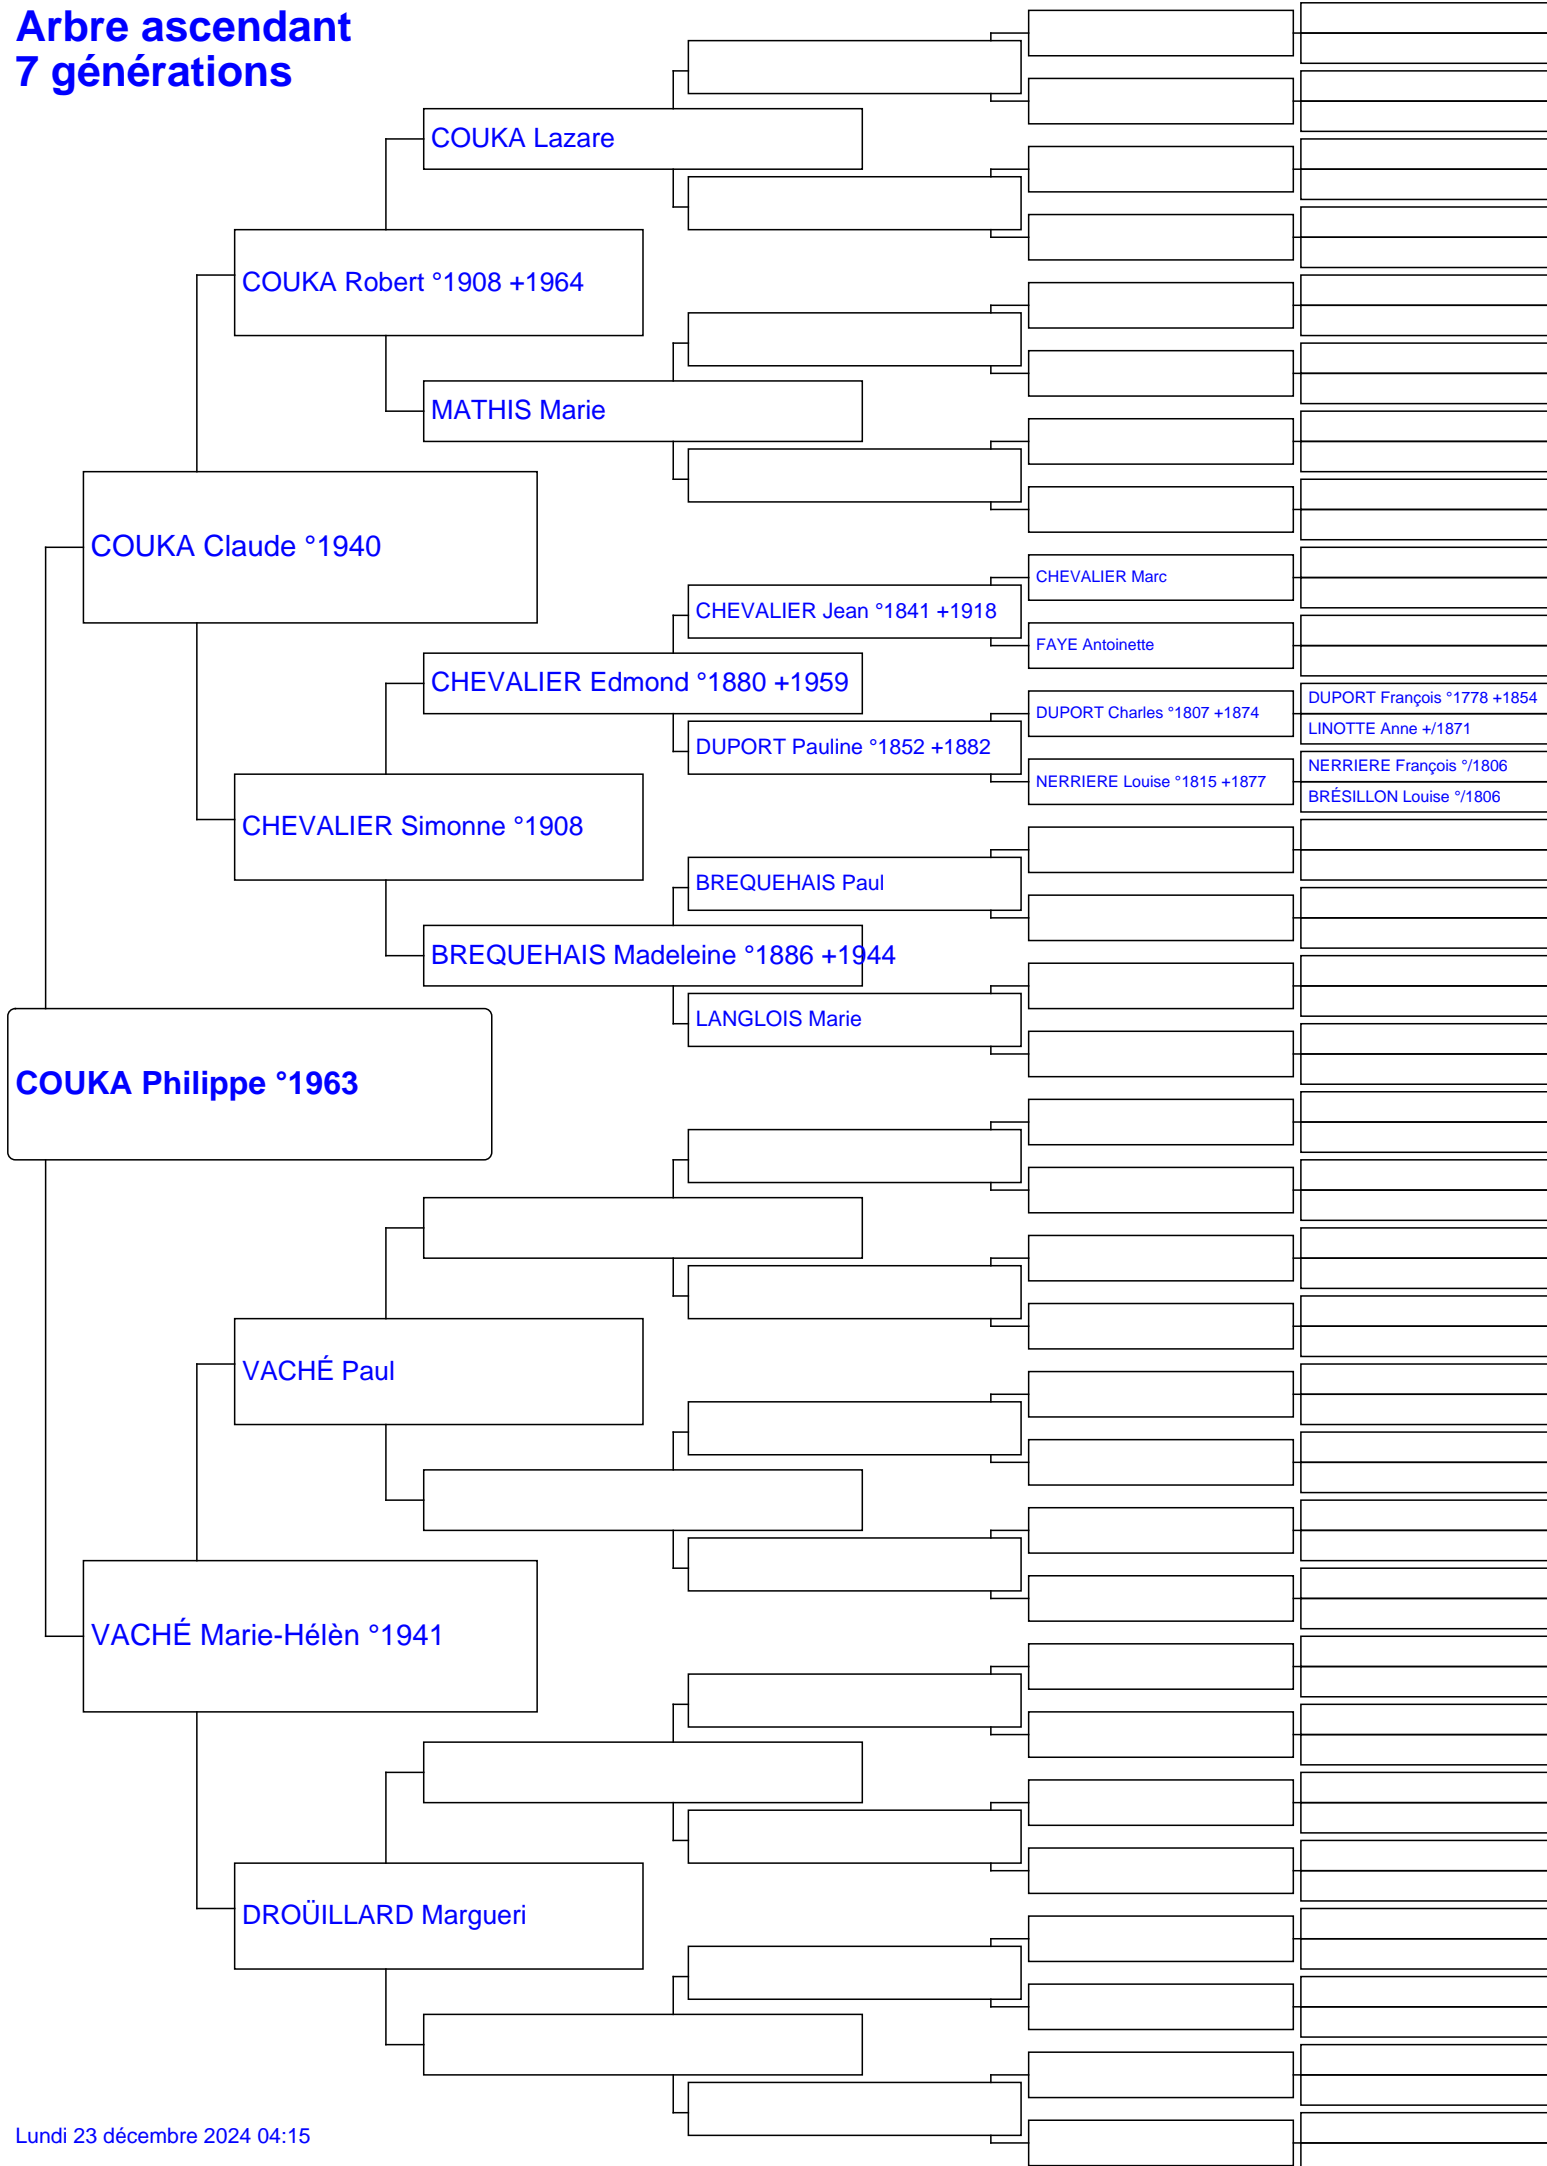 Arbre ascendant
7 générations
COUKA Lazare
COUKA Robert °1908 +1964
MATHIS Marie
COUKA Claude °1940
CHEVALIER Marc
CHEVALIER Jean °1841 +1918
FAYE Antoinette
CHEVALIER Edmond °1880 +1959
DUPORT François °1778 +1854
DUPORT Charles °1807 +1874
LINOTTE Anne +/1871
DUPORT Pauline °1852 +1882
NERRIERE François °/1806
NERRIERE Louise °1815 +1877
BRÉSILLON Louise °/1806
CHEVALIER Simonne °1908
BREQUEHAIS Paul
BREQUEHAIS Madeleine °1886 +1944
LANGLOIS Marie
COUKA Philippe °1963
VACHÉ Paul
VACHÉ Marie-Hélèn °1941
DROÜILLARD Margueri
Lundi 23 décembre 2024 04:15